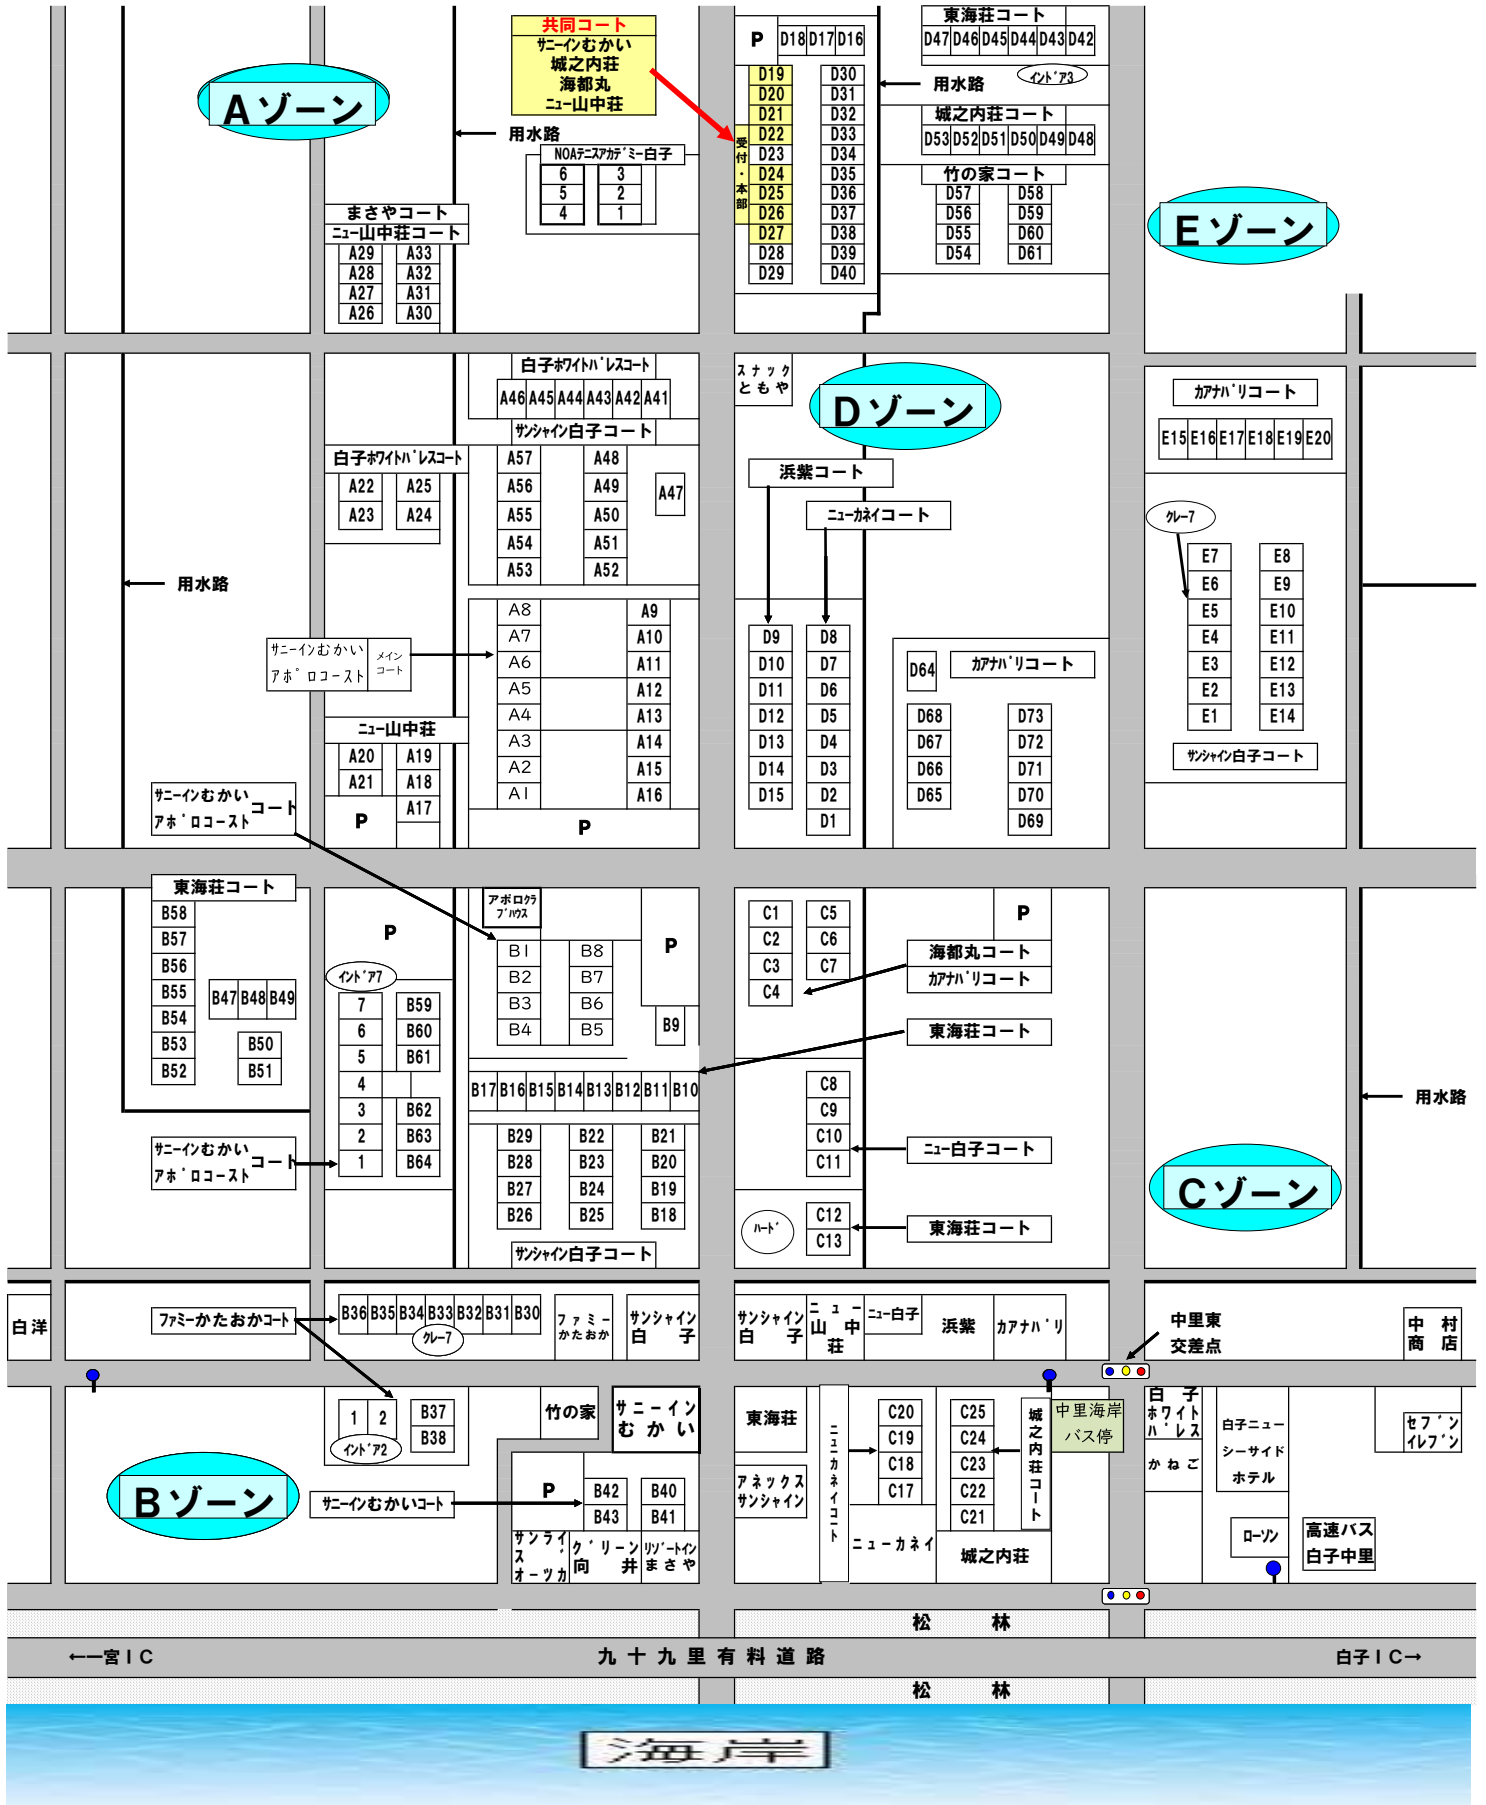 共同コート
ｻﾆｰｲﾝむかい
城之内荘
海都丸
ﾆｭｰ山中荘
Aゾーン
用水路
NOAﾃﾆｽｱｶﾃﾞﾐｰ白子
6 3
5 2
4 1
まさやコート
ﾆｭｰ山中荘コート
A29 A33
A28 A32
A27 A31
A26 A30
P D18 D17 D16
D19 D30
D20 D31
D21 D32
D22 D33
D23 D34
D24 D35
D25 D36
D26 D37
D27 D38
D28 D39
D29 D40
受付・本部
用水路
東海荘コート
D47 D46 D45 D44 D43 D42
ｲﾝﾄﾞｱ3
城之内荘コート
D53 D52 D51 D50 D49 D48
竹の家コート
D57 D58
D56 D59
D55 D60
D54 D61
Eゾーン
白子ﾎﾜｲﾄﾊﾟﾚｽコート
A46 A45 A44 A43 A42 A41
ｻﾝｼｬｲﾝ白子コート
白子ﾎﾜｲﾄﾊﾟﾚｽコート
A22 A25
A23 A24
A57 A48
A56 A49
A55 A50
A54 A51
A53 A52
A47
用水路
スナック
ともや
Dゾーン
浜紫コート
ﾆｭｰｶﾈｲコート
カアナパリコート
E15 E16 E17 E18 E19 E20
ｸﾚｰ7
E7 E8
E6 E9
E5 E10
E4 E11
E3 E12
E2 E13
E1 E14
ｻﾝｼｬｲﾝ白子コート
ｻﾆｰｲﾝむかい
ｱﾎﾟﾛｺｰｽﾄ
メイン
コート
A8 A9
A7 A10
A6 A11
A5 A12
A4 A13
A3 A14
A2 A15
A1 A16
P
ﾆｭｰ山中荘
A20 A19
A21 A18
A17
P
D9 D8
D10 D7
D11 D6
D12 D5
D13 D4
D14 D3
D15 D2
D1
D64
カアナパリコート
D68 D73
D67 D72
D66 D71
D65 D70
D69
ｻﾆｰｲﾝむかい
ｱﾎﾟﾛｺｰｽﾄ
コート
東海荘コート
B58
B57
B56
B55
B54
B53
B52
B47 B48 B49
B50
B51
P
ｲﾝﾄﾞｱ7
7 B59
6 B60
5 B61
4
3 B62
2 B63
1 B64
ｻﾆｰｲﾝむかい
ｱﾎﾟﾛｺｰｽﾄ
コート
アポロクラ
ﾌﾞﾊｳｽ
B1 B8
B2 B7
B3 B6
B4 B5
P
B9
B17 B16 B15 B14 B13 B12 B11 B10
B29 B22 B21
B28 B23 B20
B27 B24 B19
B26 B25 B18
ｻﾝｼｬｲﾝ白子コート
C1 C5
C2 C6
C3 C7
C4
P
海都丸コート
カアナパリコート
東海荘コート
C8
C9
C10
C11
ﾆｭｰ白子コート
ﾊｰﾄﾞ
C12
C13
東海荘コート
用水路
Cゾーン
白洋
ﾌｧﾐｰかたおかｺｰﾄ
B36 B35 B34 B33 B32 B31 B30
ｸﾚｰ7
ファミー
かたおか
サンシャイン
白 子
サンシャイン
白 子
ニュー
山 中
荘
ﾆｭｰ白子
浜紫
カアナパリ
中里東
交差点
中 村
商 店
1 2
ｲﾝﾄﾞｱ2
B37
B38
竹の家
サニーイン
むかい
東海荘
アネックス
サンシャイン
ニュｰカネイコート
C20
C19
C18
C17
ニューカネイ
C25
C24
C23
C22
C21
城之内荘コート
城之内荘
中里海岸
バス停
白 子
ホワイト
パレス
かねご
白子ニュー
シーサイド
ホテル
ﾛｰｿﾝ
セブン
イレブン
高速バス
白子中里
Bゾーン
ｻﾆｰｲﾝむかいｺｰﾄ
P
B42 B40
B43 B41
サンライ
ズ
オーツカ
グリーン
向 井
ﾘｿﾞｰﾄｲﾝ
まさや
松 林
←一宮IC
九十九里有料道路
白子IC→
松 林
海岸